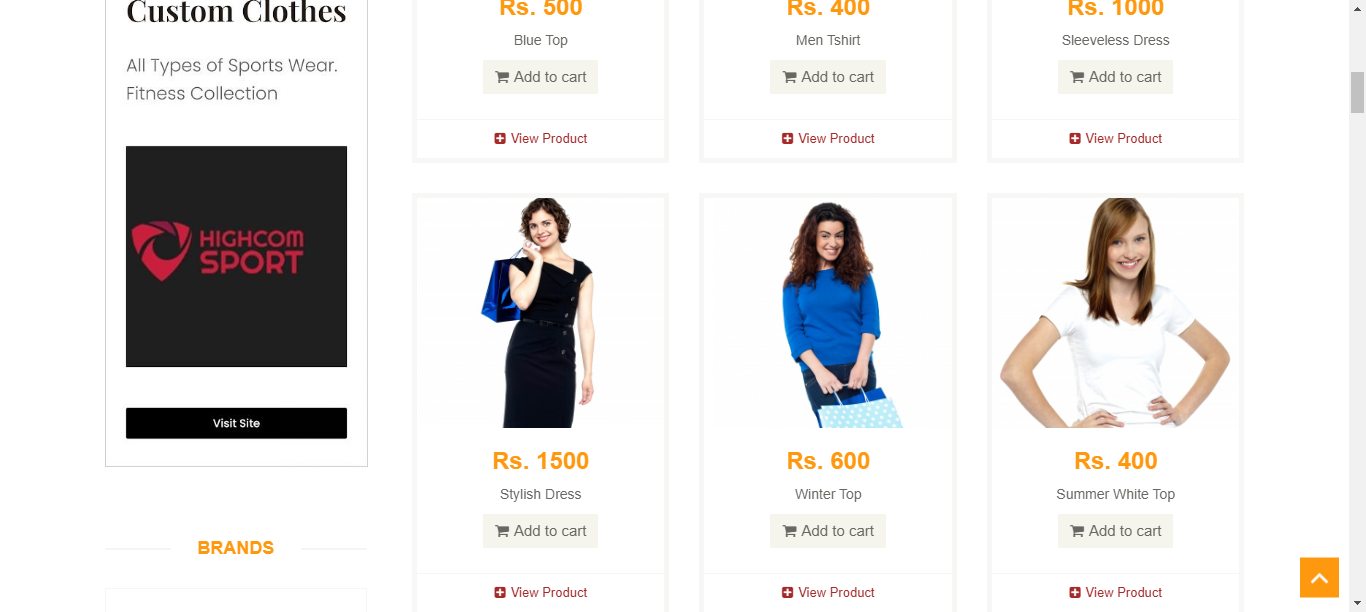 Custom Clothes
All Types of Sports Wear.
Fitness Collection
HIGHCOM
SPORT
Visit Site
BRANDS
Rs. 500
Blue Top
Add to cart
View Product
Rs. 400
Men Tshirt
Add to cart
View Product
Rs. 1000
Sleeveless Dress
Add to cart
View Product
Rs. 1500
Stylish Dress
Add to cart
View Product
Rs. 600
Winter Top
Add to cart
View Product
Rs. 400
Summer White Top
Add to cart
View Product